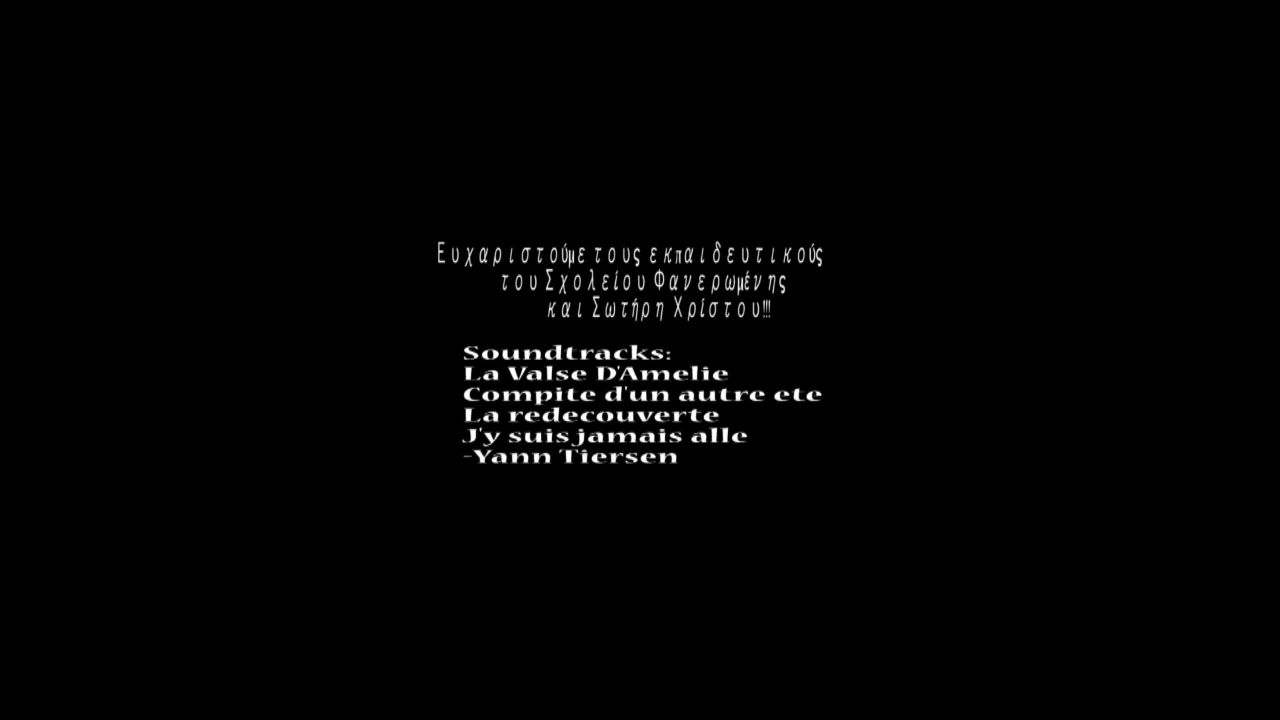 Ευχαριστούμε τους εκπαιδευτικούς
του Σχολείου Φανερωμένης
και Σωτήρη Χρίστου!!!
Soundtracks:
La Valse D'Amelie
Compite d'un autre ete
La redecouverte
J'y suis jamais alle
-Yann Tiersen